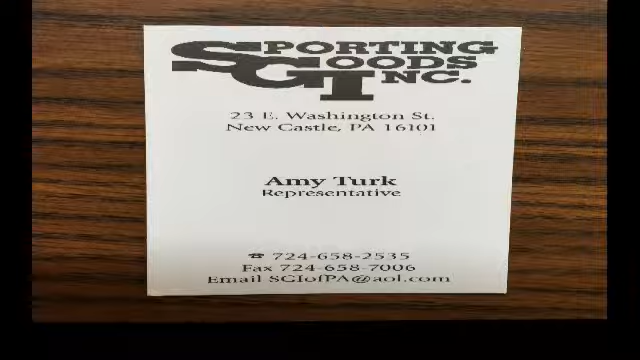 SPORTING
GOODS
INC.
23 E. Washington St.
New Castle, PA 16101
Amy Turk
Representative
☎ 724-658-2535
Fax 724-658-7006
Email SGIofPA@aol.com